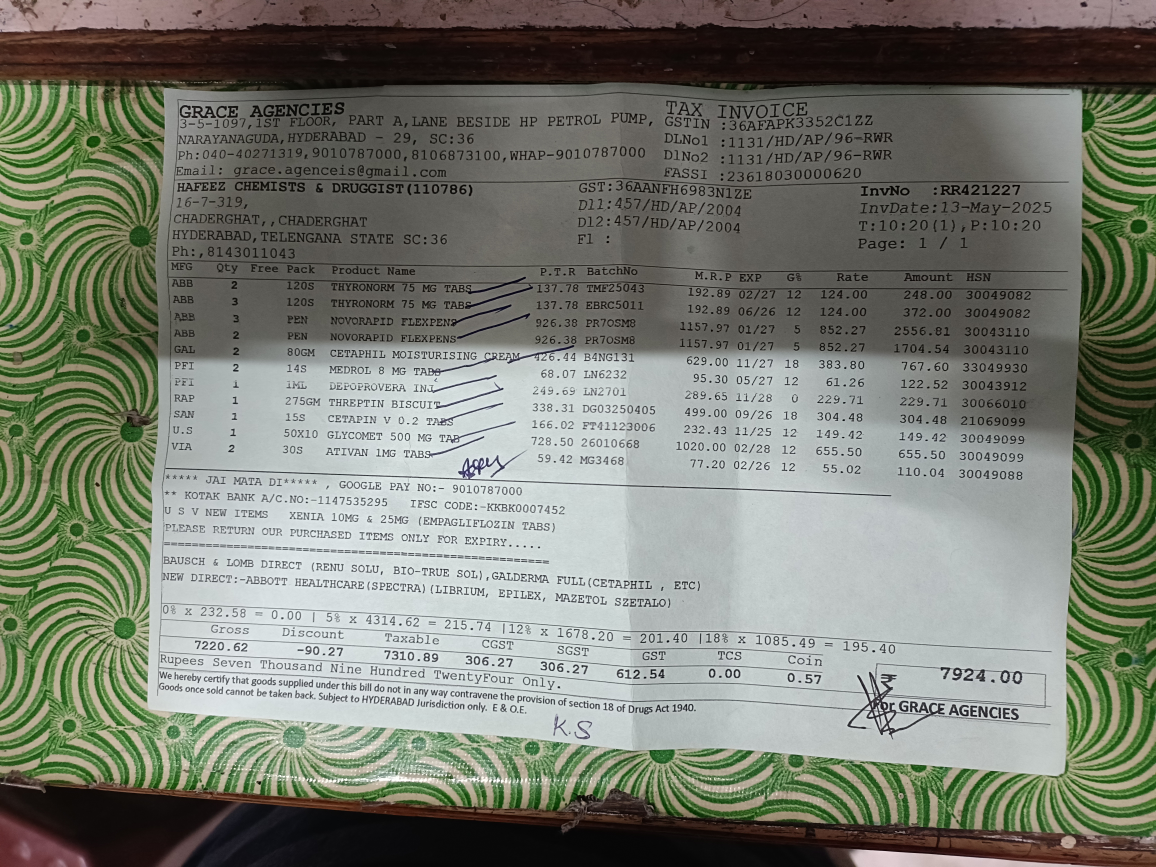 GRACE AGENCIES
3-5-1097,1ST FLOOR, PART A,LANE BESIDE HP PETROL PUMP,
NARAYANAGUDA,HYDERABAD - 29, SC:36
Ph:040-40271319,9010787000,8106873100,WHAP-9010787000
Email: grace.agenceis@gmail.com
TAX INVOICE
GSTIN :36AFAPK3352C1ZZ
DLNo1 :1131/HD/AP/96-RWR
DlNo2 :1131/HD/AP/96-RWR
FASSI :23618030000620
HAFEEZ CHEMISTS & DRUGGIST(110786)
16-7-319,
CHADERGHAT,,CHADERGHAT
HYDERABAD,TELENGANA STATE SC:36
Ph:,8143011043
GST:36AANFH6983N1ZE
Dl1:457/HD/AP/2004
Dl2:457/HD/AP/2004
Fl :
InvNo :RR421227
InvDate:13-May-2025
T:10:20(1),P:10:20
Page: 1 / 1
MFG Qty Free Pack Product Name P.T.R BatchNo M.R.P EXP G% Rate Amount HSN
ABB 2 120S THYRONORM 75 MG TABS 137.78 TMF25043 192.89 02/27 12 124.00 248.00 30049082
ABB 3 120S THYRONORM 75 MG TABS 137.78 EBRC5011 192.89 06/26 12 124.00 372.00 30049082
ABB 3 PEN NOVORAPID FLEXPENS 926.38 PR7OSM8 1157.97 01/27 5 852.27 2556.81 30043110
ABB 2 PEN NOVORAPID FLEXPENS 926.38 PR7OSM8 1157.97 01/27 5 852.27 1704.54 30043110
GAL 2 80GM CETAPHIL MOISTURISING CREAM 426.44 B4NG131 629.00 11/27 18 383.80 767.60 33049930
PFI 2 14S MEDROL 8 MG TABS 68.07 LN6232 95.30 05/27 12 61.26 122.52 30043912
PFI 1 1ML DEPOPROVERA INJ 249.69 LN2701 289.65 11/28 0 229.71 229.71 30066010
RAP 1 275GM THREPTIN BISCUIT 338.31 DG03250405 499.00 09/26 18 304.48 304.48 21069099
SAN 1 15S CETAPIN V 0.2 TABS 166.02 FT41123006 232.43 11/25 12 149.42 149.42 30049099
U.S 1 50X10 GLYCOMET 500 MG TAB 728.50 26010668 1020.00 02/28 12 655.50 655.50 30049099
VIA 2 30S ATIVAN 1MG TABS 59.42 MG3468 77.20 02/26 12 55.02 110.04 30049088
***** JAI MATA DI***** , GOOGLE PAY NO:- 9010787000
** KOTAK BANK A/C.NO:-1147535295 IFSC CODE:-KKBK0007452
U S V NEW ITEMS XENIA 10MG & 25MG (EMPAGLIFLOZIN TABS)
PLEASE RETURN OUR PURCHASED ITEMS ONLY FOR EXPIRY.....
==================================================
BAUSCH & LOMB DIRECT (RENU SOLU, BIO-TRUE SOL),GALDERMA FULL(CETAPHIL , ETC)
NEW DIRECT:-ABBOTT HEALTHCARE(SPECTRA)(LIBRIUM, EPILEX, MAZETOL SZETALO)
0% x 232.58 = 0.00 | 5% x 4314.62 = 215.74 |12% x 1678.20 = 201.40 |18% x 1085.49 = 195.40
Gross Discount Taxable CGST SGST GST TCS Coin
7220.62 -90.27 7310.89 306.27 306.27 612.54 0.00 0.57 ₹ 7924.00
Rupees Seven Thousand Nine Hundred TwentyFour Only.
We hereby certify that goods supplied under this bill do not in any way contravene the provision of section 18 of Drugs Act 1940.
Goods once sold cannot be taken back. Subject to HYDERABAD Jurisdiction only. E & O.E.
For GRACE AGENCIES
K.S